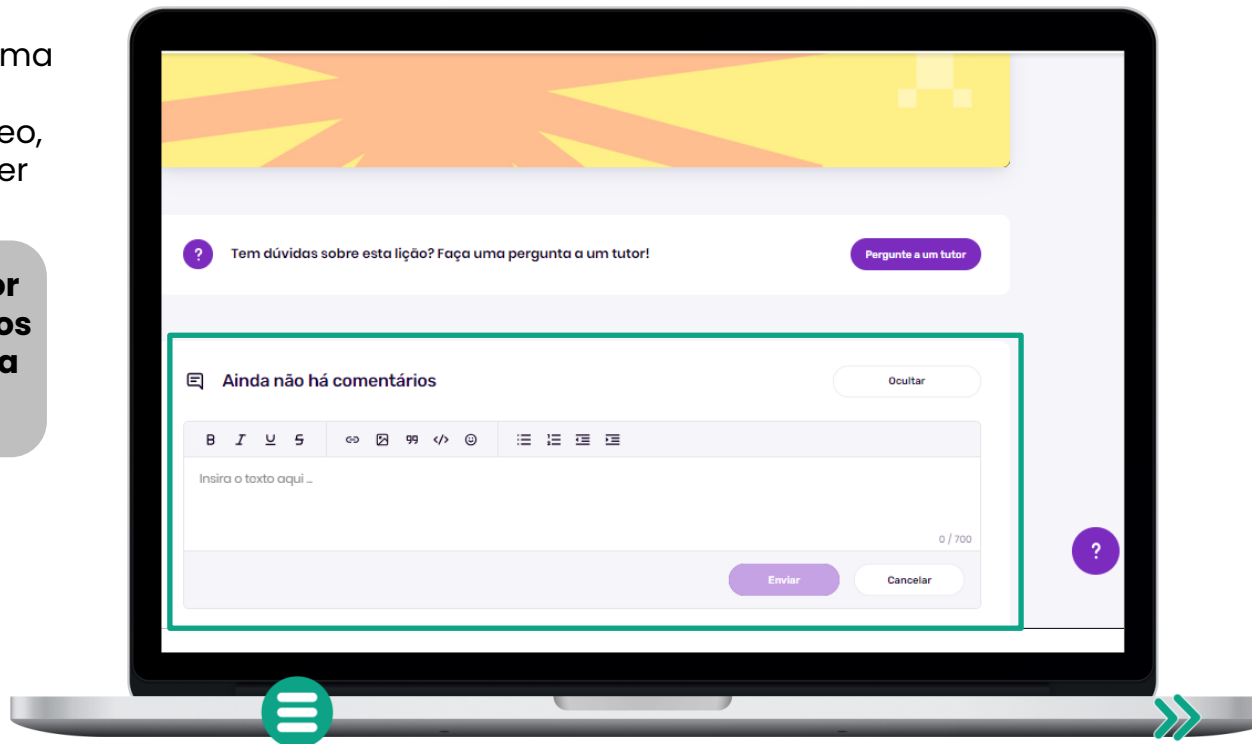 ma
eo,
er
or
os
a
? Tem dúvidas sobre esta lição? Faça uma pergunta a um tutor! Pergunte a um tutor
Ainda não há comentários Ocultar
B I U S 99 </>
Insira o texto aqui ...
0 / 700
?
Enviar Cancelar